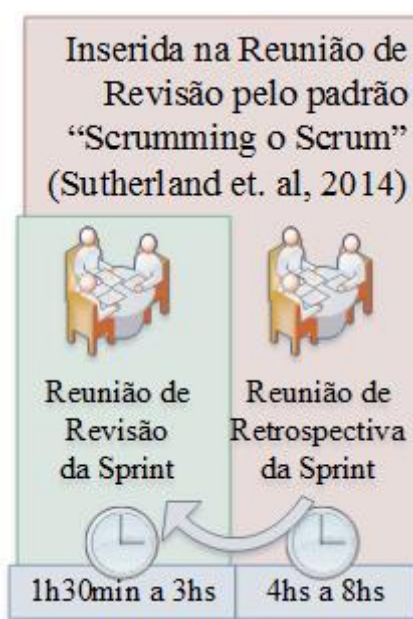 Inserida na Reunião de
Revisão pelo padrão
“Scrumming o Scrum”
(Sutherland et. al, 2014)
Reunião de
Revisão
da Sprint
Reunião de
Retrospectiva
da Sprint
1h30min a 3hs
4hs a 8hs